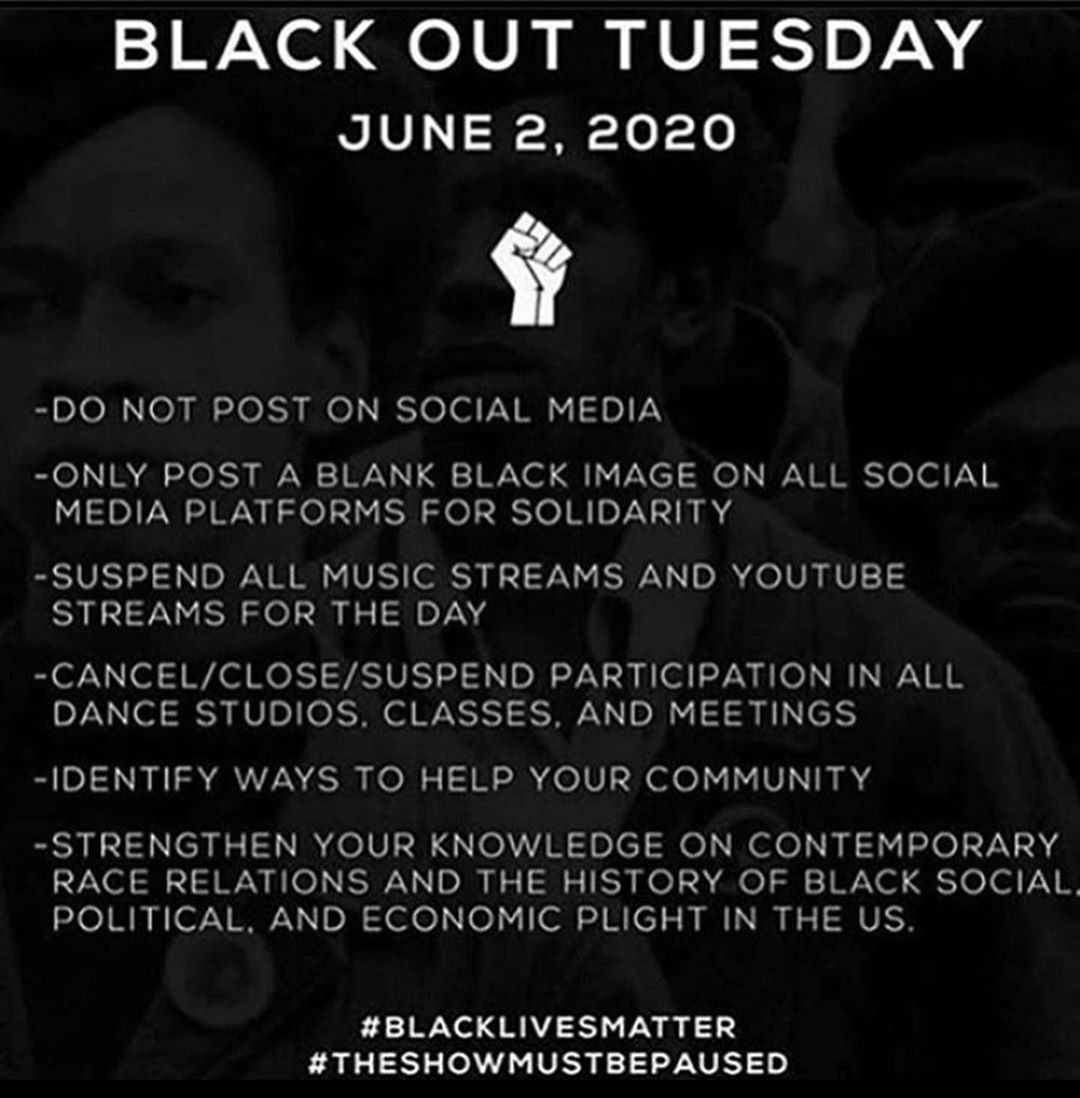 BLACK OUT TUESDAY
JUNE 2, 2020
-DO NOT POST ON SOCIAL MEDIA
-ONLY POST A BLANK BLACK IMAGE ON ALL SOCIAL
MEDIA PLATFORMS FOR SOLIDARITY
-SUSPEND ALL MUSIC STREAMS AND YOUTUBE
STREAMS FOR THE DAY
-CANCEL/CLOSE/SUSPEND PARTICIPATION IN ALL
DANCE STUDIOS, CLASSES, AND MEETINGS
-IDENTIFY WAYS TO HELP YOUR COMMUNITY
-STRENGTHEN YOUR KNOWLEDGE ON CONTEMPORARY
RACE RELATIONS AND THE HISTORY OF BLACK SOCIAL,
POLITICAL, AND ECONOMIC PLIGHT IN THE US.
#BLACKLIVESMATTER
#THESHOWMUSTBEPAUSED